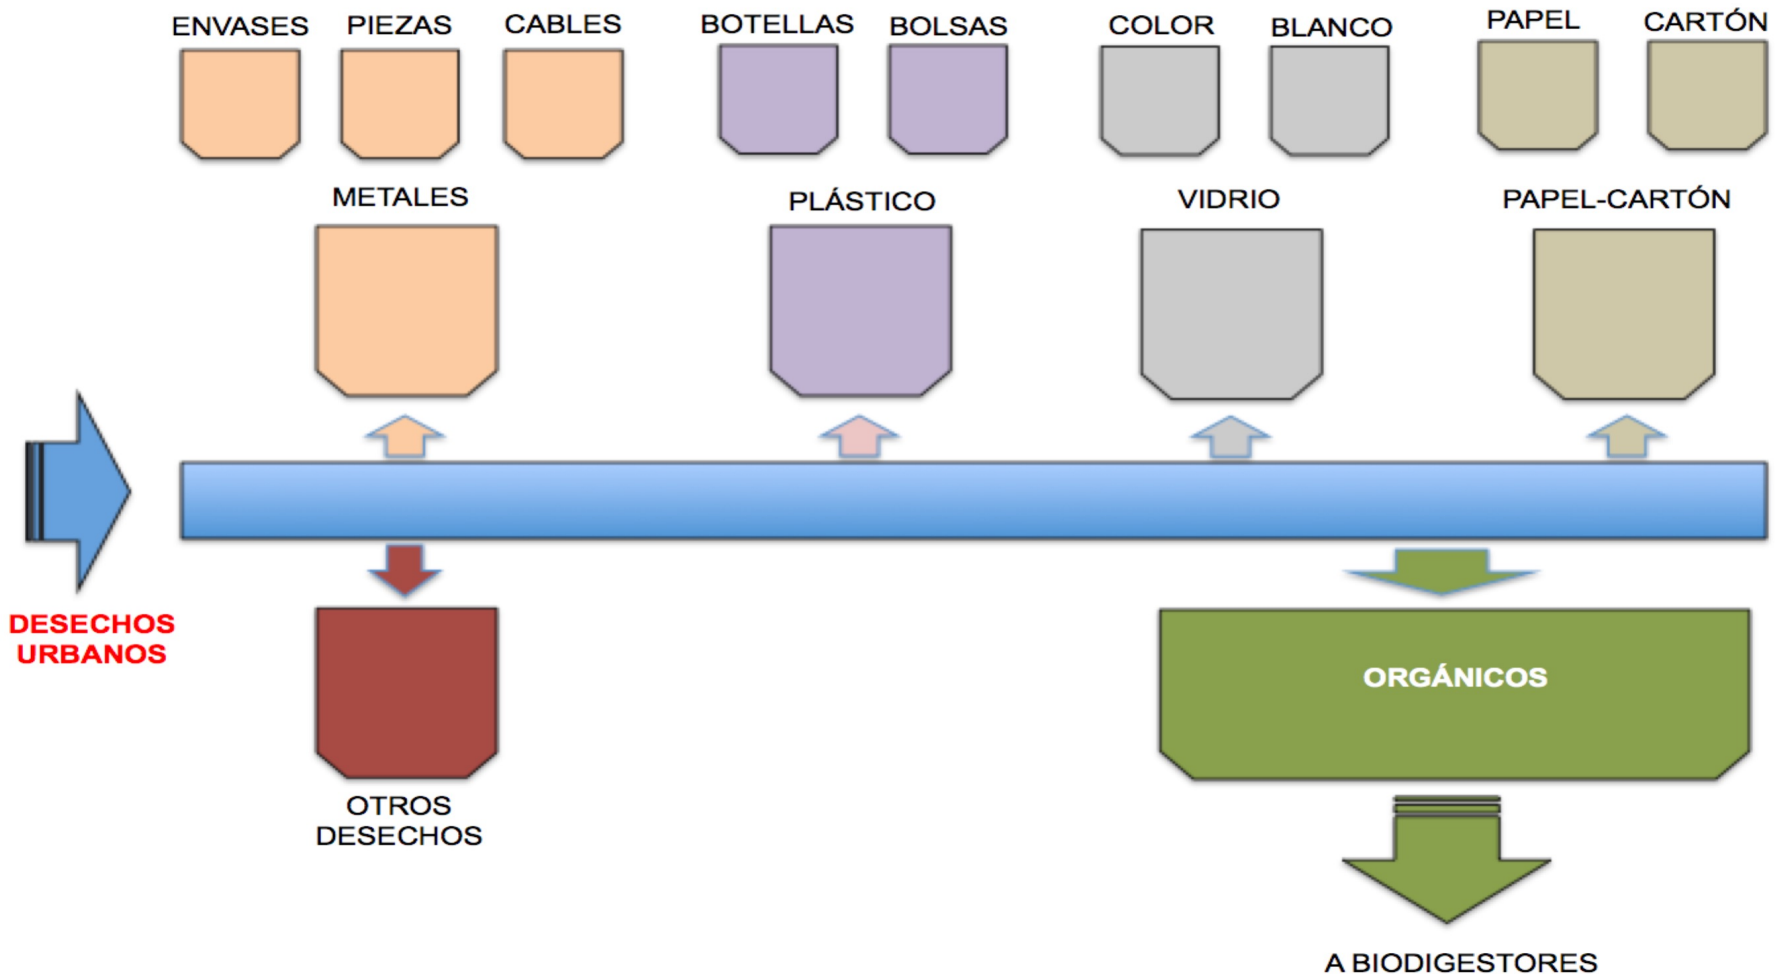 ENVASES
PIEZAS
CABLES
BOTELLAS
BOLSAS
COLOR
BLANCO
PAPEL
CARTÓN
METALES
PLÁSTICO
VIDRIO
PAPEL-CARTÓN
DESECHOS
URBANOS
ORGÁNICOS
OTROS
DESECHOS
A BIODIGESTORES